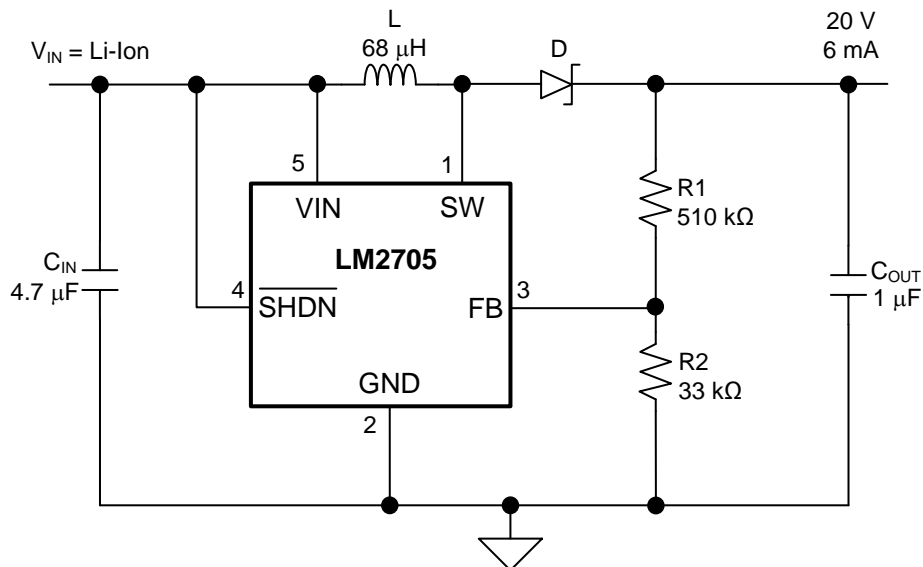 L
68 μH
V_IN = Li-Ion
D
20 V
6 mA
5
1
VIN
SW
LM2705
R1
510 kΩ
C_IN
4.7 μF
4
SHDN
3
FB
C_OUT
1 μF
GND
2
R2
33 kΩ